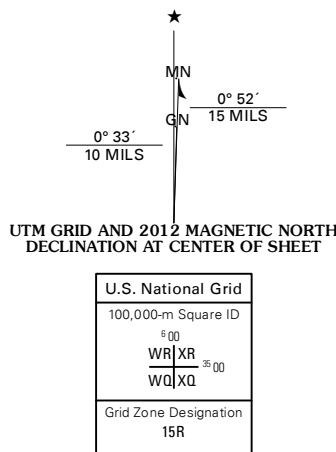 ★
MN
0° 52´
15 MILS
GN
0° 33´
10 MILS
UTM GRID AND 2012 MAGNETIC NORTH
DECLINATION AT CENTER OF SHEET
U.S. National Grid
100,000-m Square ID
6 00
WR XR
35 00
WQ XQ
Grid Zone Designation
15R